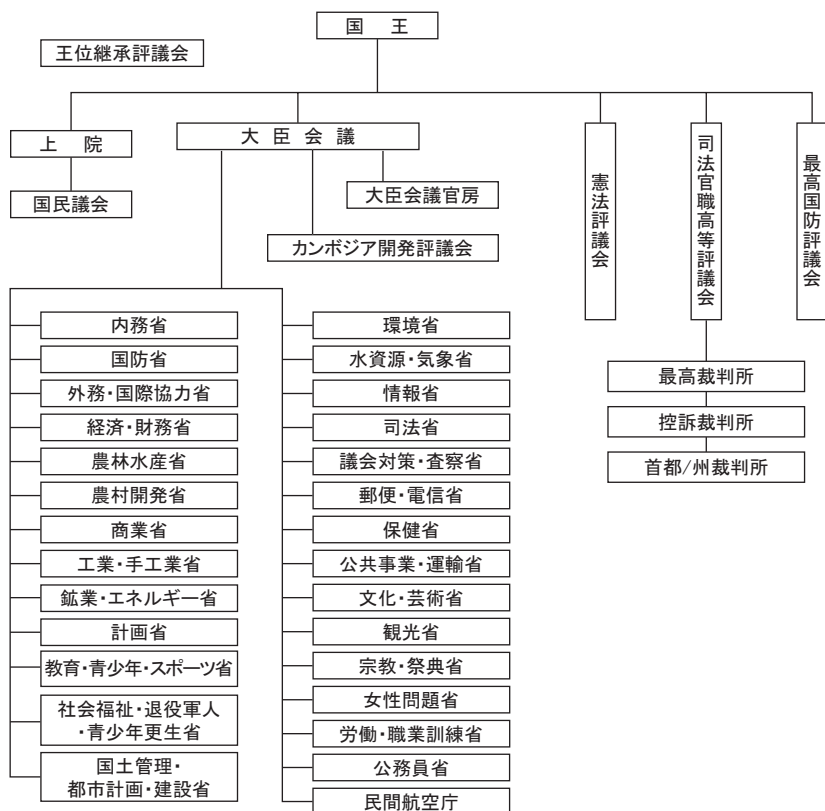 国　王
王位継承評議会
上　院
国民議会
大　臣　会　議
大臣会議官房
カンボジア開発評議会
憲法評議会
司法官職高等評議会
最高国防評議会
最高裁判所
控訴裁判所
首都/州裁判所
内務省
国防省
外務・国際協力省
経済・財務省
農林水産省
農村開発省
商業省
工業・手工業省
鉱業・エネルギー省
計画省
教育・青少年・スポーツ省
社会福祉・退役軍人
・青少年更生省
国土管理・
都市計画・建設省
環境省
水資源・気象省
情報省
司法省
議会対策・査察省
郵便・電信省
保健省
公共事業・運輸省
文化・芸術省
観光省
宗教・祭典省
女性問題省
労働・職業訓練省
公務員省
民間航空庁